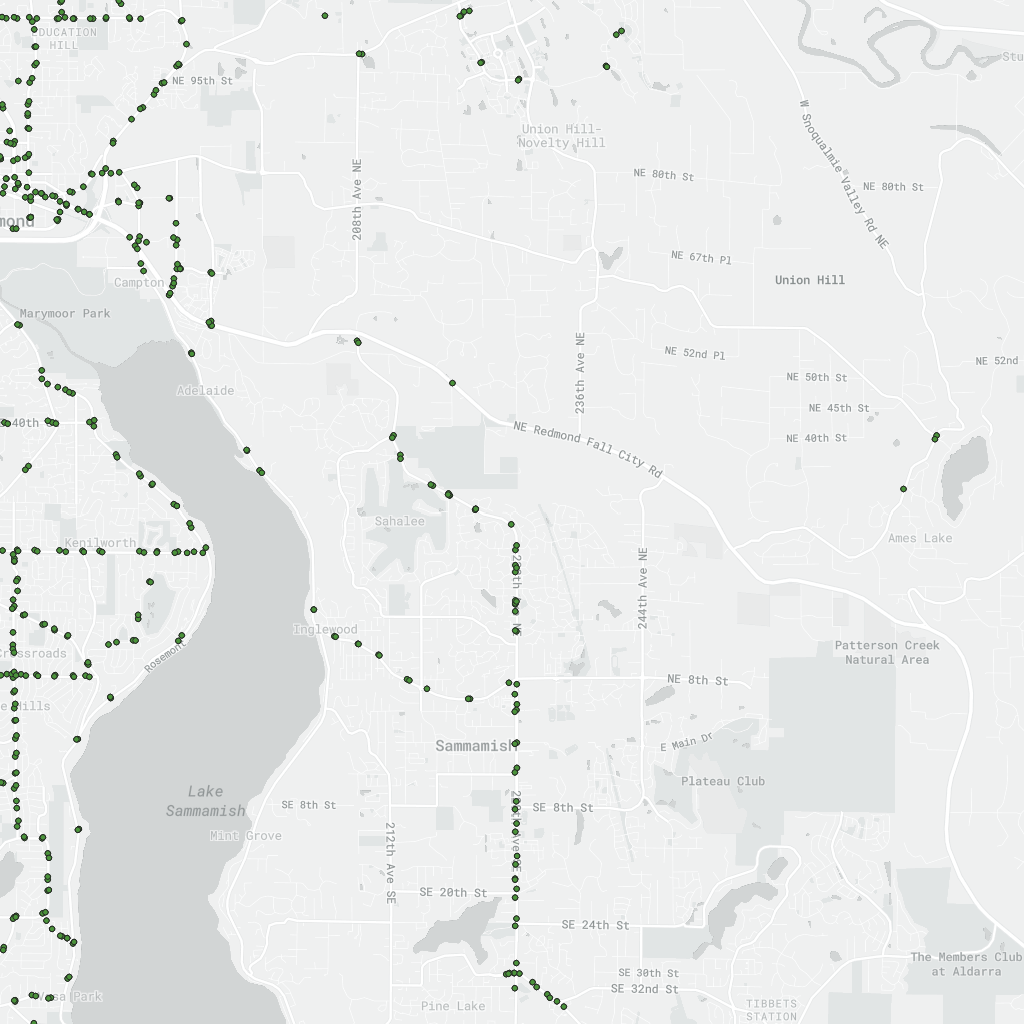 EDUCATION
HILL
NE 95th St
Union Hill-
Novelty Hill
W Snoqualmie Valley Rd NE
NE 80th St
NE 80th St
208th Ave NE
mond
NE 67th Pl
Union Hill
Campton
Marymoor Park
236th Ave NE
NE 52nd Pl
NE 52nd
NE 50th St
Adelaide
NE 45th St
40th St
NE Redmond Fall City Rd
NE 40th St
Sahalee
Ames Lake
Kenilworth
244th Ave NE
Inglewood
Crossroads
Rosemont
Patterson Creek
Natural Area
NE 8th St
Hills
Sammamish
E Main Dr
Plateau Club
Lake
Sammamish
SE 8th St
SE 8th St
Mint Grove
212th Ave SE
SE 20th St
SE 24th St
The Members Club
at Aldarra
SE 30th St
SE 32nd St
Pine Lake
TIBBETS
STATION